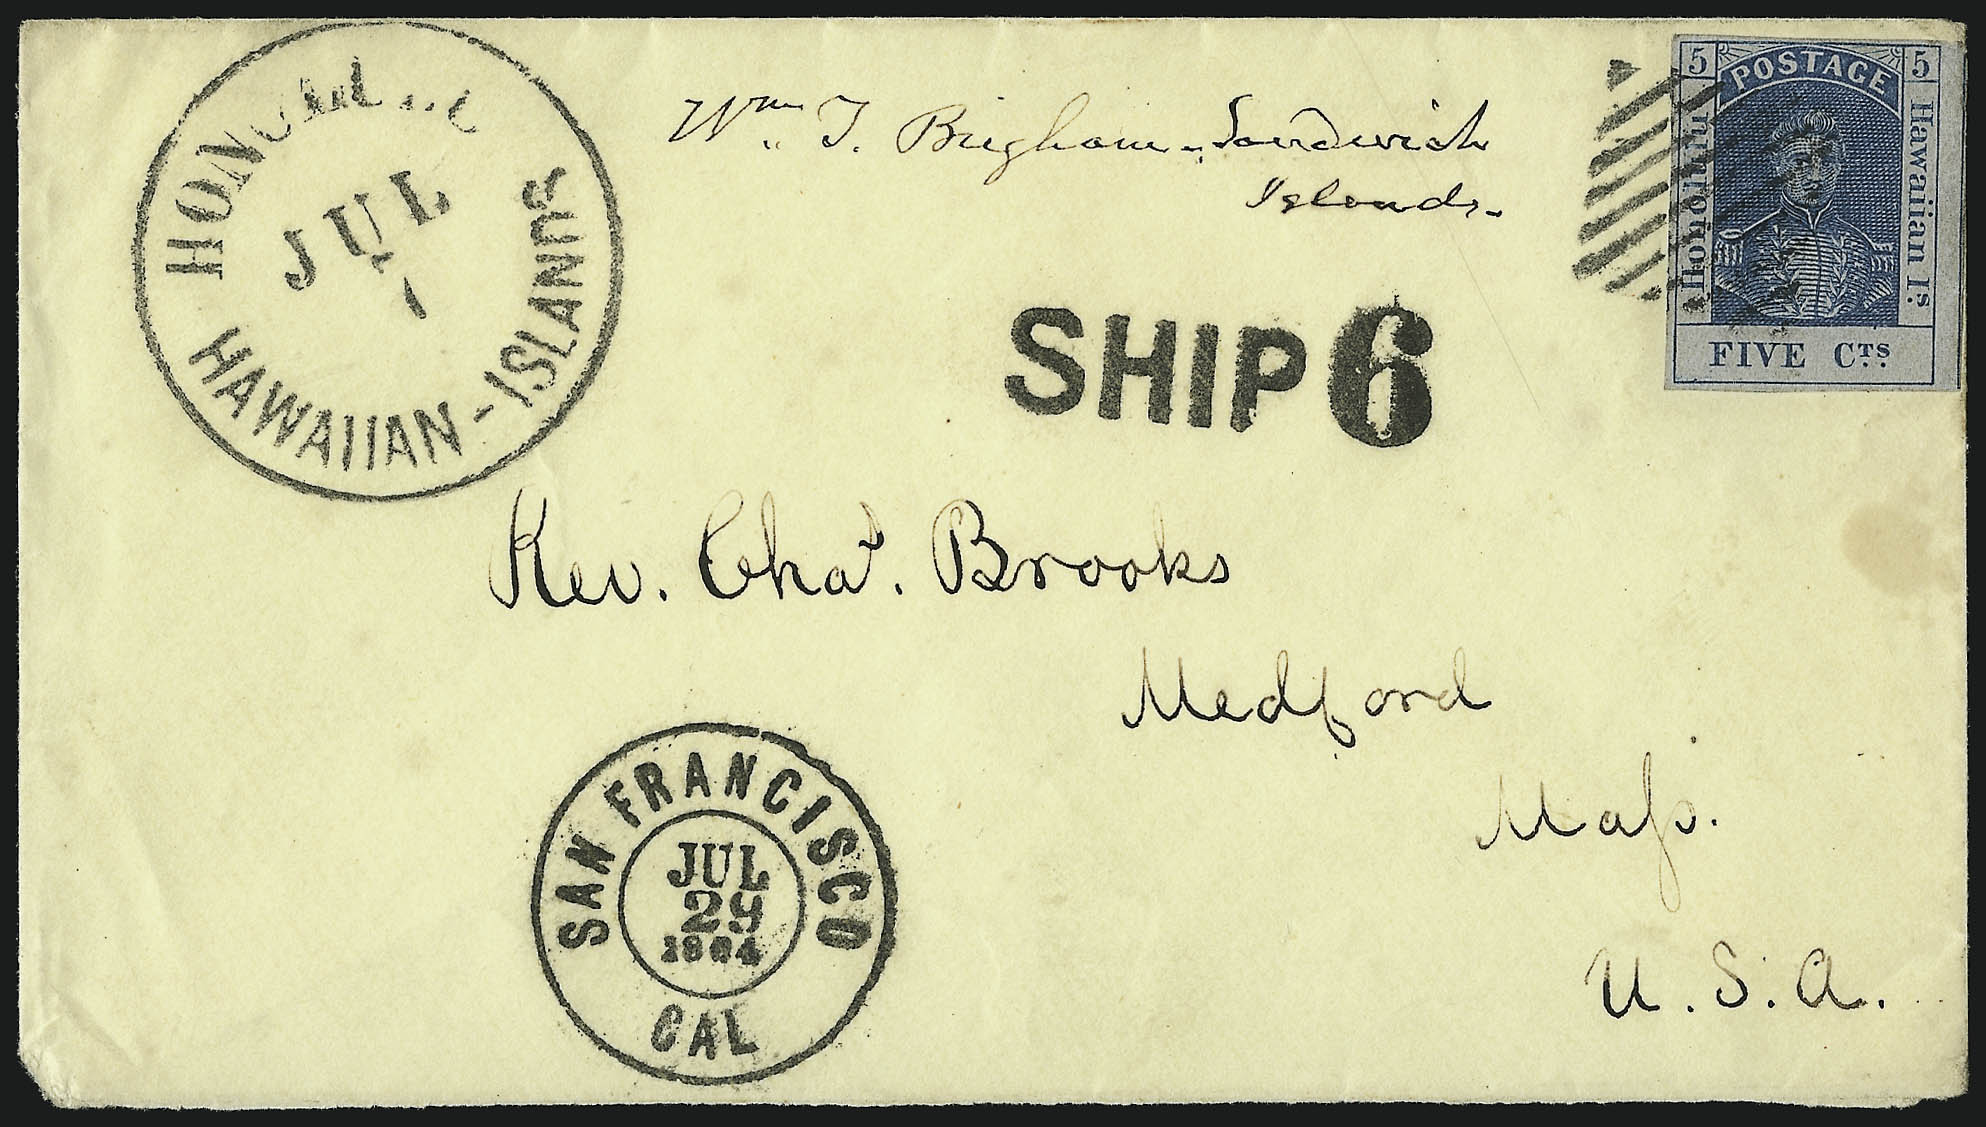 HONOLULU
JUL
1
HAWAIIAN-ISLANDS
Wm. T. Brigham - Sandwich
Islands.
5 POSTAGE 5
Honolulu
Hawaiian Is.
FIVE CTS.
SHIP 6
Rev. Chas. Brooks
Medford
Mass.
U.S.A.
SAN FRANCISCO
JUL
29
1864
CAL